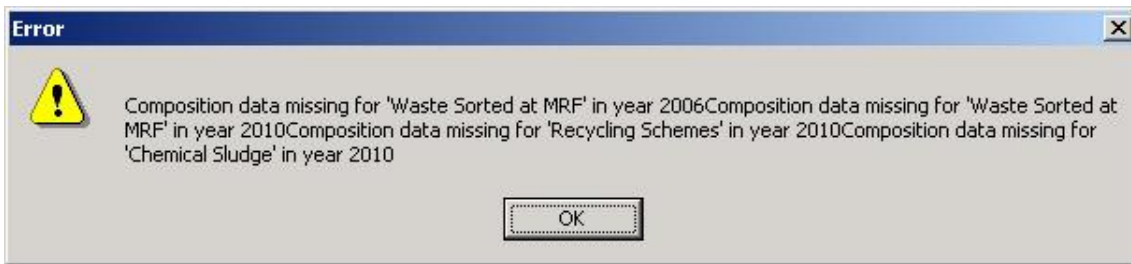 Error
Composition data missing for 'Waste Sorted at MRF' in year 2006Composition data missing for 'Waste Sorted at
MRF' in year 2010Composition data missing for 'Recycling Schemes' in year 2010Composition data missing for
'Chemical Sludge' in year 2010
OK